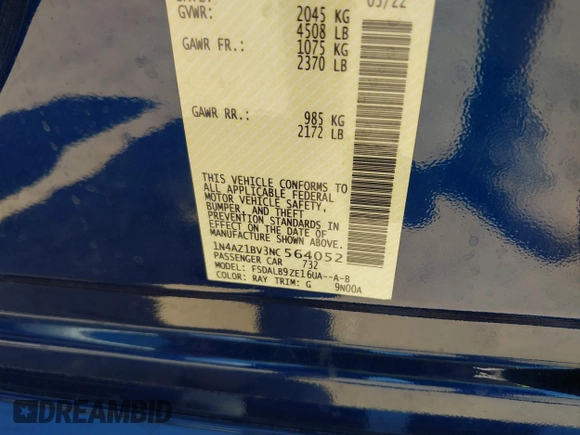 GVWR: 2045 KG
4508 LB
GAWR FR.: 1075 KG
2370 LB
GAWR RR.: 985 KG
2172 LB
THIS VEHICLE CONFORMS TO
ALL APPLICABLE FEDERAL
MOTOR VEHICLE SAFETY,
BUMPER, AND THEFT
PREVENTION STANDARDS IN
EFFECT ON THE DATE OF
MANUFACTURE SHOWN ABOVE.
1N4AZ1BV3NC564052
PASSENGER CAR 732
MODEL: FSDALB9ZE16UA--A-B
COLOR: RAY TRIM: G 9N00A
DREAMBID